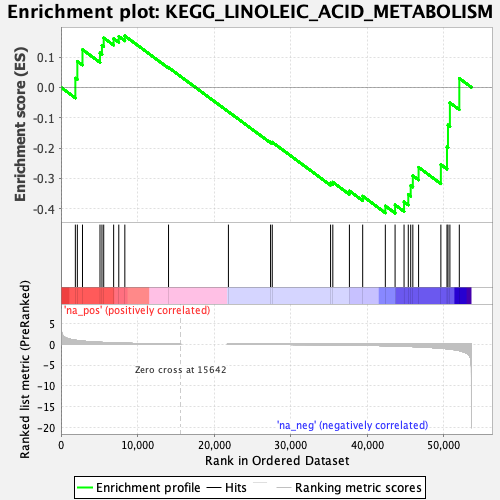 Enrichment plot: KEGG_LINOLEIC_ACID_METABOLISM
Enrichment score (ES)
0.1
0.0
-0.1
-0.2
-0.3
-0.4
'na_pos' (positively correlated)
Ranked list metric (PreRanked)
5
0
-5
-10
-15
-20
Zero cross at 15642
'na_neg' (negatively correlated)
0
10,000
20,000
30,000
40,000
50,000
Rank in Ordered Dataset
Enrichment profile
Hits
Ranking metric scores